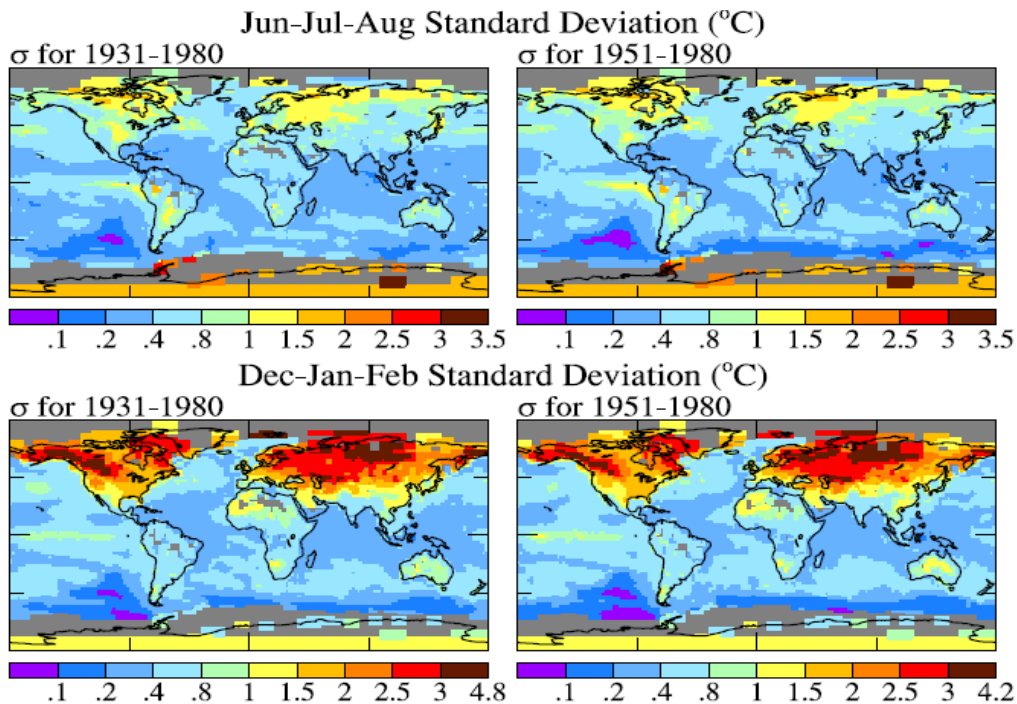 Jun-Jul-Aug Standard Deviation (°C)
σ for 1931-1980
σ for 1951-1980
.1 .2 .4 .8 1 1.5 2 2.5 3 3.5
.1 .2 .4 .8 1 1.5 2 2.5 3 3.5
Dec-Jan-Feb Standard Deviation (°C)
σ for 1931-1980
σ for 1951-1980
.1 .2 .4 .8 1 1.5 2 2.5 3 4.8
.1 .2 .4 .8 1 1.5 2 2.5 3 4.2